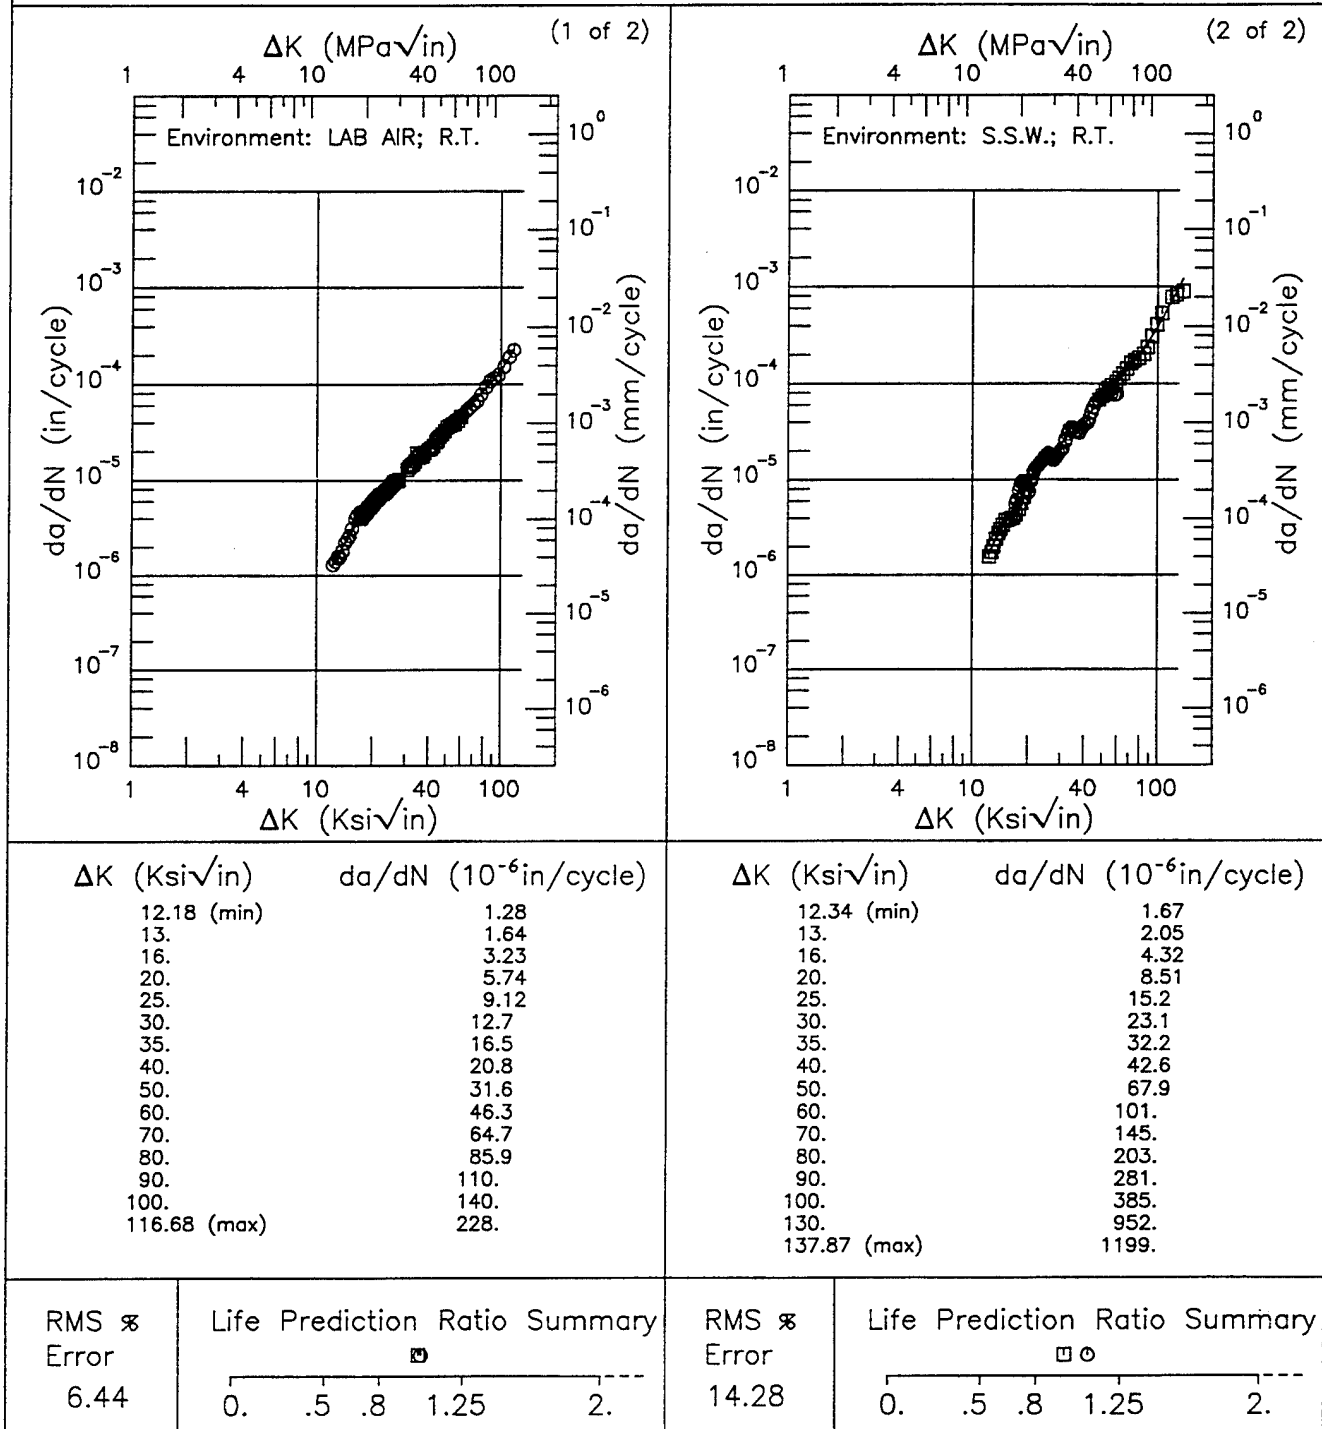 (1 of 2)
ΔK (MPa√in)
1 4 10 40 100
Environment: LAB AIR; R.T.
da/dN (in/cycle)
10⁻²
10⁻³
10⁻⁴
10⁻⁵
10⁻⁶
10⁻⁷
10⁻⁸
da/dN (mm/cycle)
10⁰
10⁻¹
10⁻²
10⁻³
10⁻⁴
10⁻⁵
10⁻⁶
1 4 10 40 100
ΔK (Ksi√in)
(2 of 2)
ΔK (MPa√in)
1 4 10 40 100
Environment: S.S.W.; R.T.
da/dN (in/cycle)
10⁻²
10⁻³
10⁻⁴
10⁻⁵
10⁻⁶
10⁻⁷
10⁻⁸
da/dN (mm/cycle)
10⁰
10⁻¹
10⁻²
10⁻³
10⁻⁴
10⁻⁵
10⁻⁶
1 4 10 40 100
ΔK (Ksi√in)
ΔK (Ksi√in) da/dN (10⁻⁶in/cycle)
12.18 (min) 1.28
13. 1.64
16. 3.23
20. 5.74
25. 9.12
30. 12.7
35. 16.5
40. 20.8
50. 31.6
60. 46.3
70. 64.7
80. 85.9
90. 110.
100. 140.
116.68 (max) 228.
ΔK (Ksi√in) da/dN (10⁻⁶in/cycle)
12.34 (min) 1.67
13. 2.05
16. 4.32
20. 8.51
25. 15.2
30. 23.1
35. 32.2
40. 42.6
50. 67.9
60. 101.
70. 145.
80. 203.
90. 281.
100. 385.
130. 952.
137.87 (max) 1199.
RMS %
Error
6.44
Life Prediction Ratio Summary
0. .5 .8 1.25 2.
RMS %
Error
14.28
Life Prediction Ratio Summary
0. .5 .8 1.25 2.